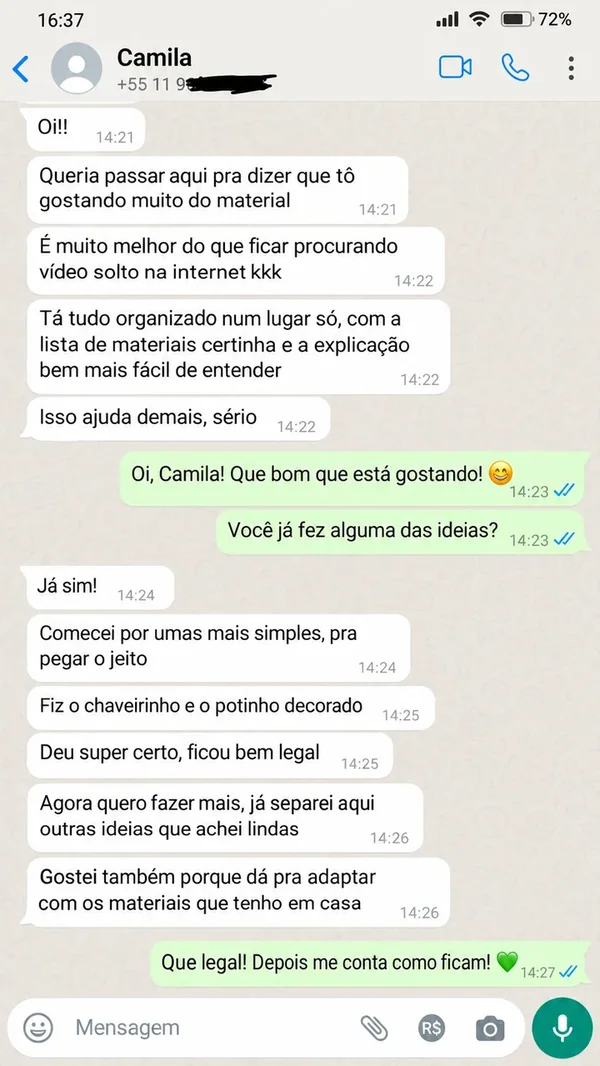 16:37
72%
Camila
+55 11 9
Oi!!
14:21
Queria passar aqui pra dizer que tô
gostando muito do material
14:21
É muito melhor do que ficar procurando
vídeo solto na internet kkk
14:22
Tá tudo organizado num lugar só, com a
lista de materiais certinha e a explicação
bem mais fácil de entender
14:22
Isso ajuda demais, sério
14:22
Oi, Camila! Que bom que está gostando! 😊
14:23
Você já fez alguma das ideias?
14:23
Já sim!
14:24
Comecei por umas mais simples, pra
pegar o jeito
14:24
Fiz o chaveirinho e o potinho decorado
14:25
Deu super certo, ficou bem legal
14:25
Agora quero fazer mais, já separei aqui
outras ideias que achei lindas
14:26
Gostei também porque dá pra adaptar
com os materiais que tenho em casa
14:26
Que legal! Depois me conta como ficam! 💚
14:27
Mensagem
R$